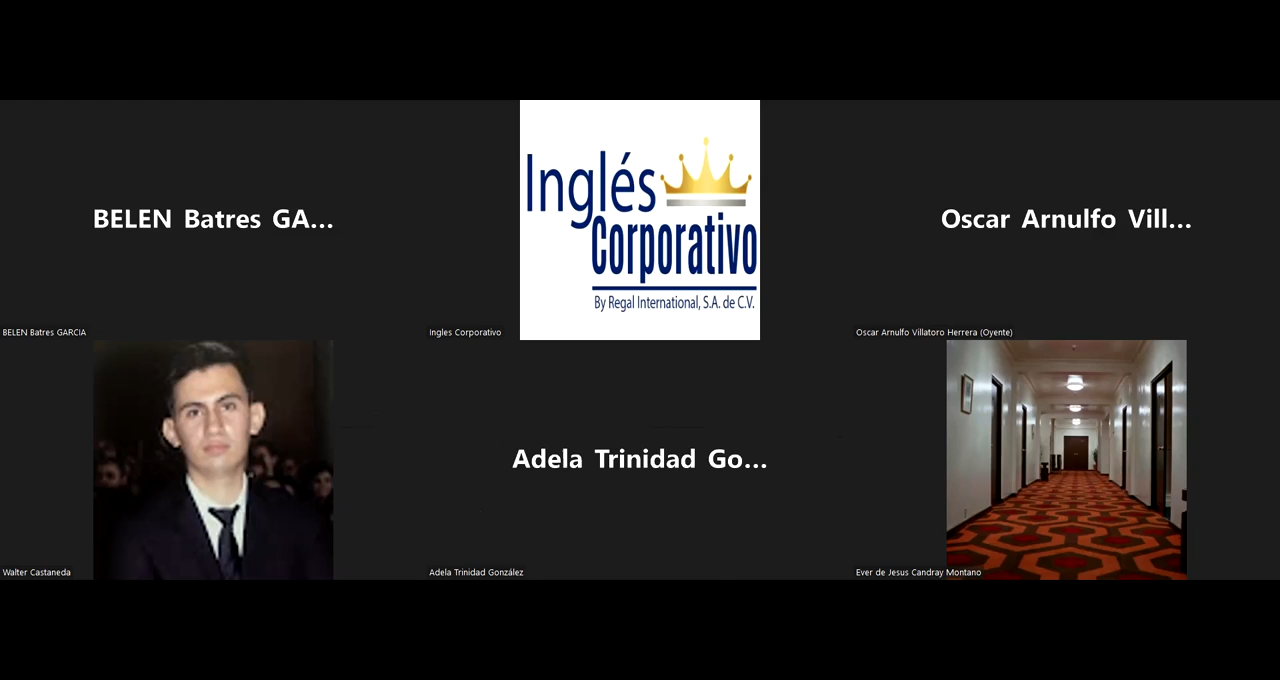 BELEN Batres GA...
Inglés
Corporativo
By Regal International, S.A. de C.V.
Oscar Arnulfo Vill...
BELEN Batres GARCIA
Ingles Corporativo
Oscar Arnulfo Villatoro Herrera (Oyente)
Adela Trinidad Go...
Walter Castaneda
Adela Trinidad González
Ever de Jesus Candray Montano